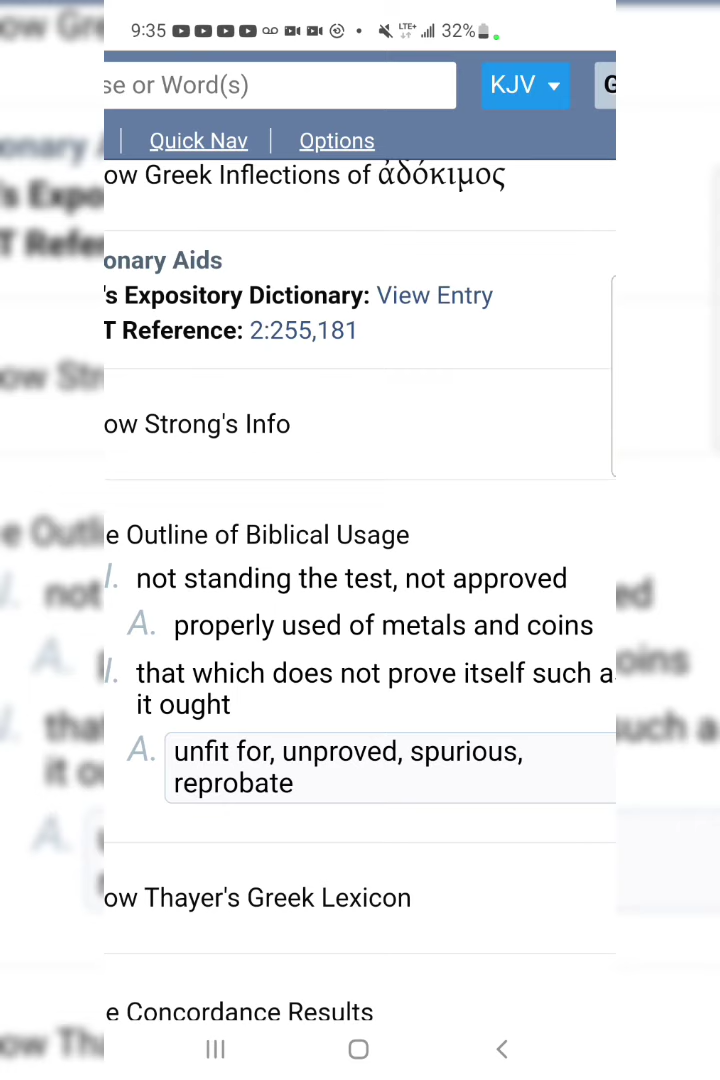 9:35 LTE+ 32%
se or Word(s) KJV G
Quick Nav Options
ow Greek Inflections of ἀδόκιμος
onary Aids
's Expository Dictionary: View Entry
T Reference: 2:255,181
ow Strong's Info
e Outline of Biblical Usage
I. not standing the test, not approved
A. properly used of metals and coins
I. that which does not prove itself such a
it ought
A. unfit for, unproved, spurious,
reprobate
ow Thayer's Greek Lexicon
e Concordance Results